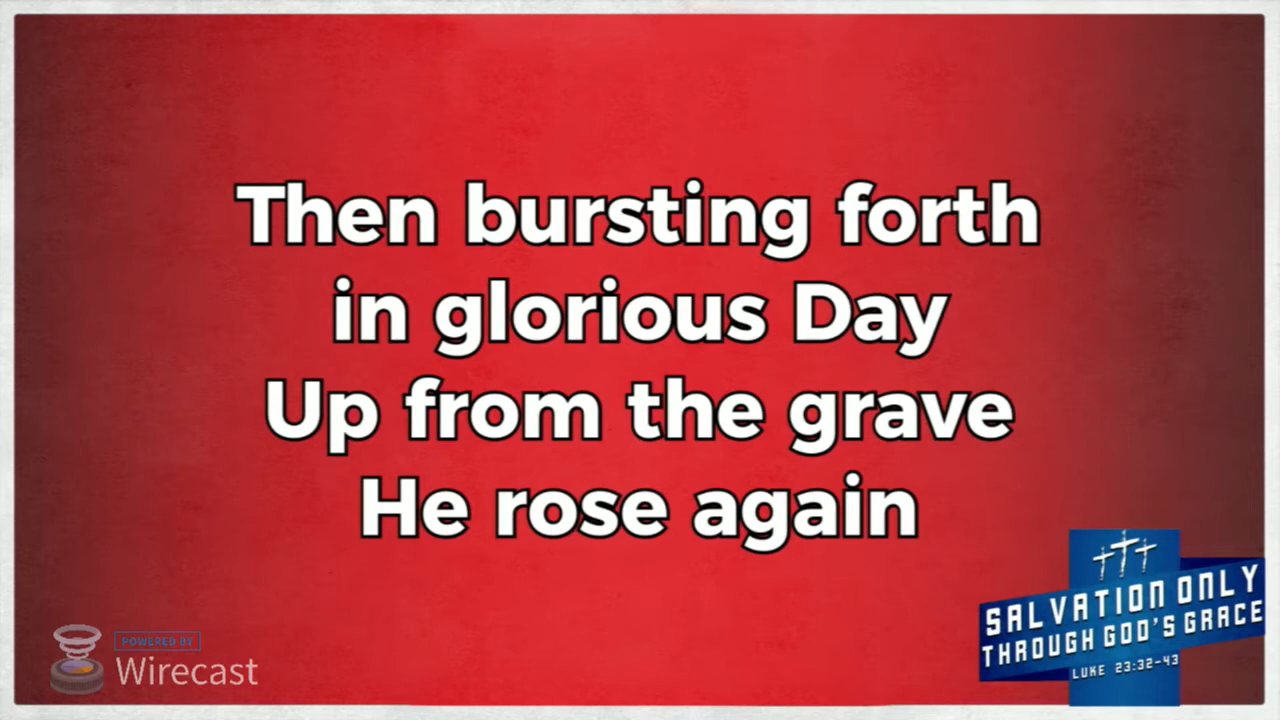 Then bursting forth
in glorious Day
Up from the grave
He rose again
SALVATION ONLY
THROUGH GOD'S GRACE
LUKE 23:32-43
POWERED BY
Wirecast